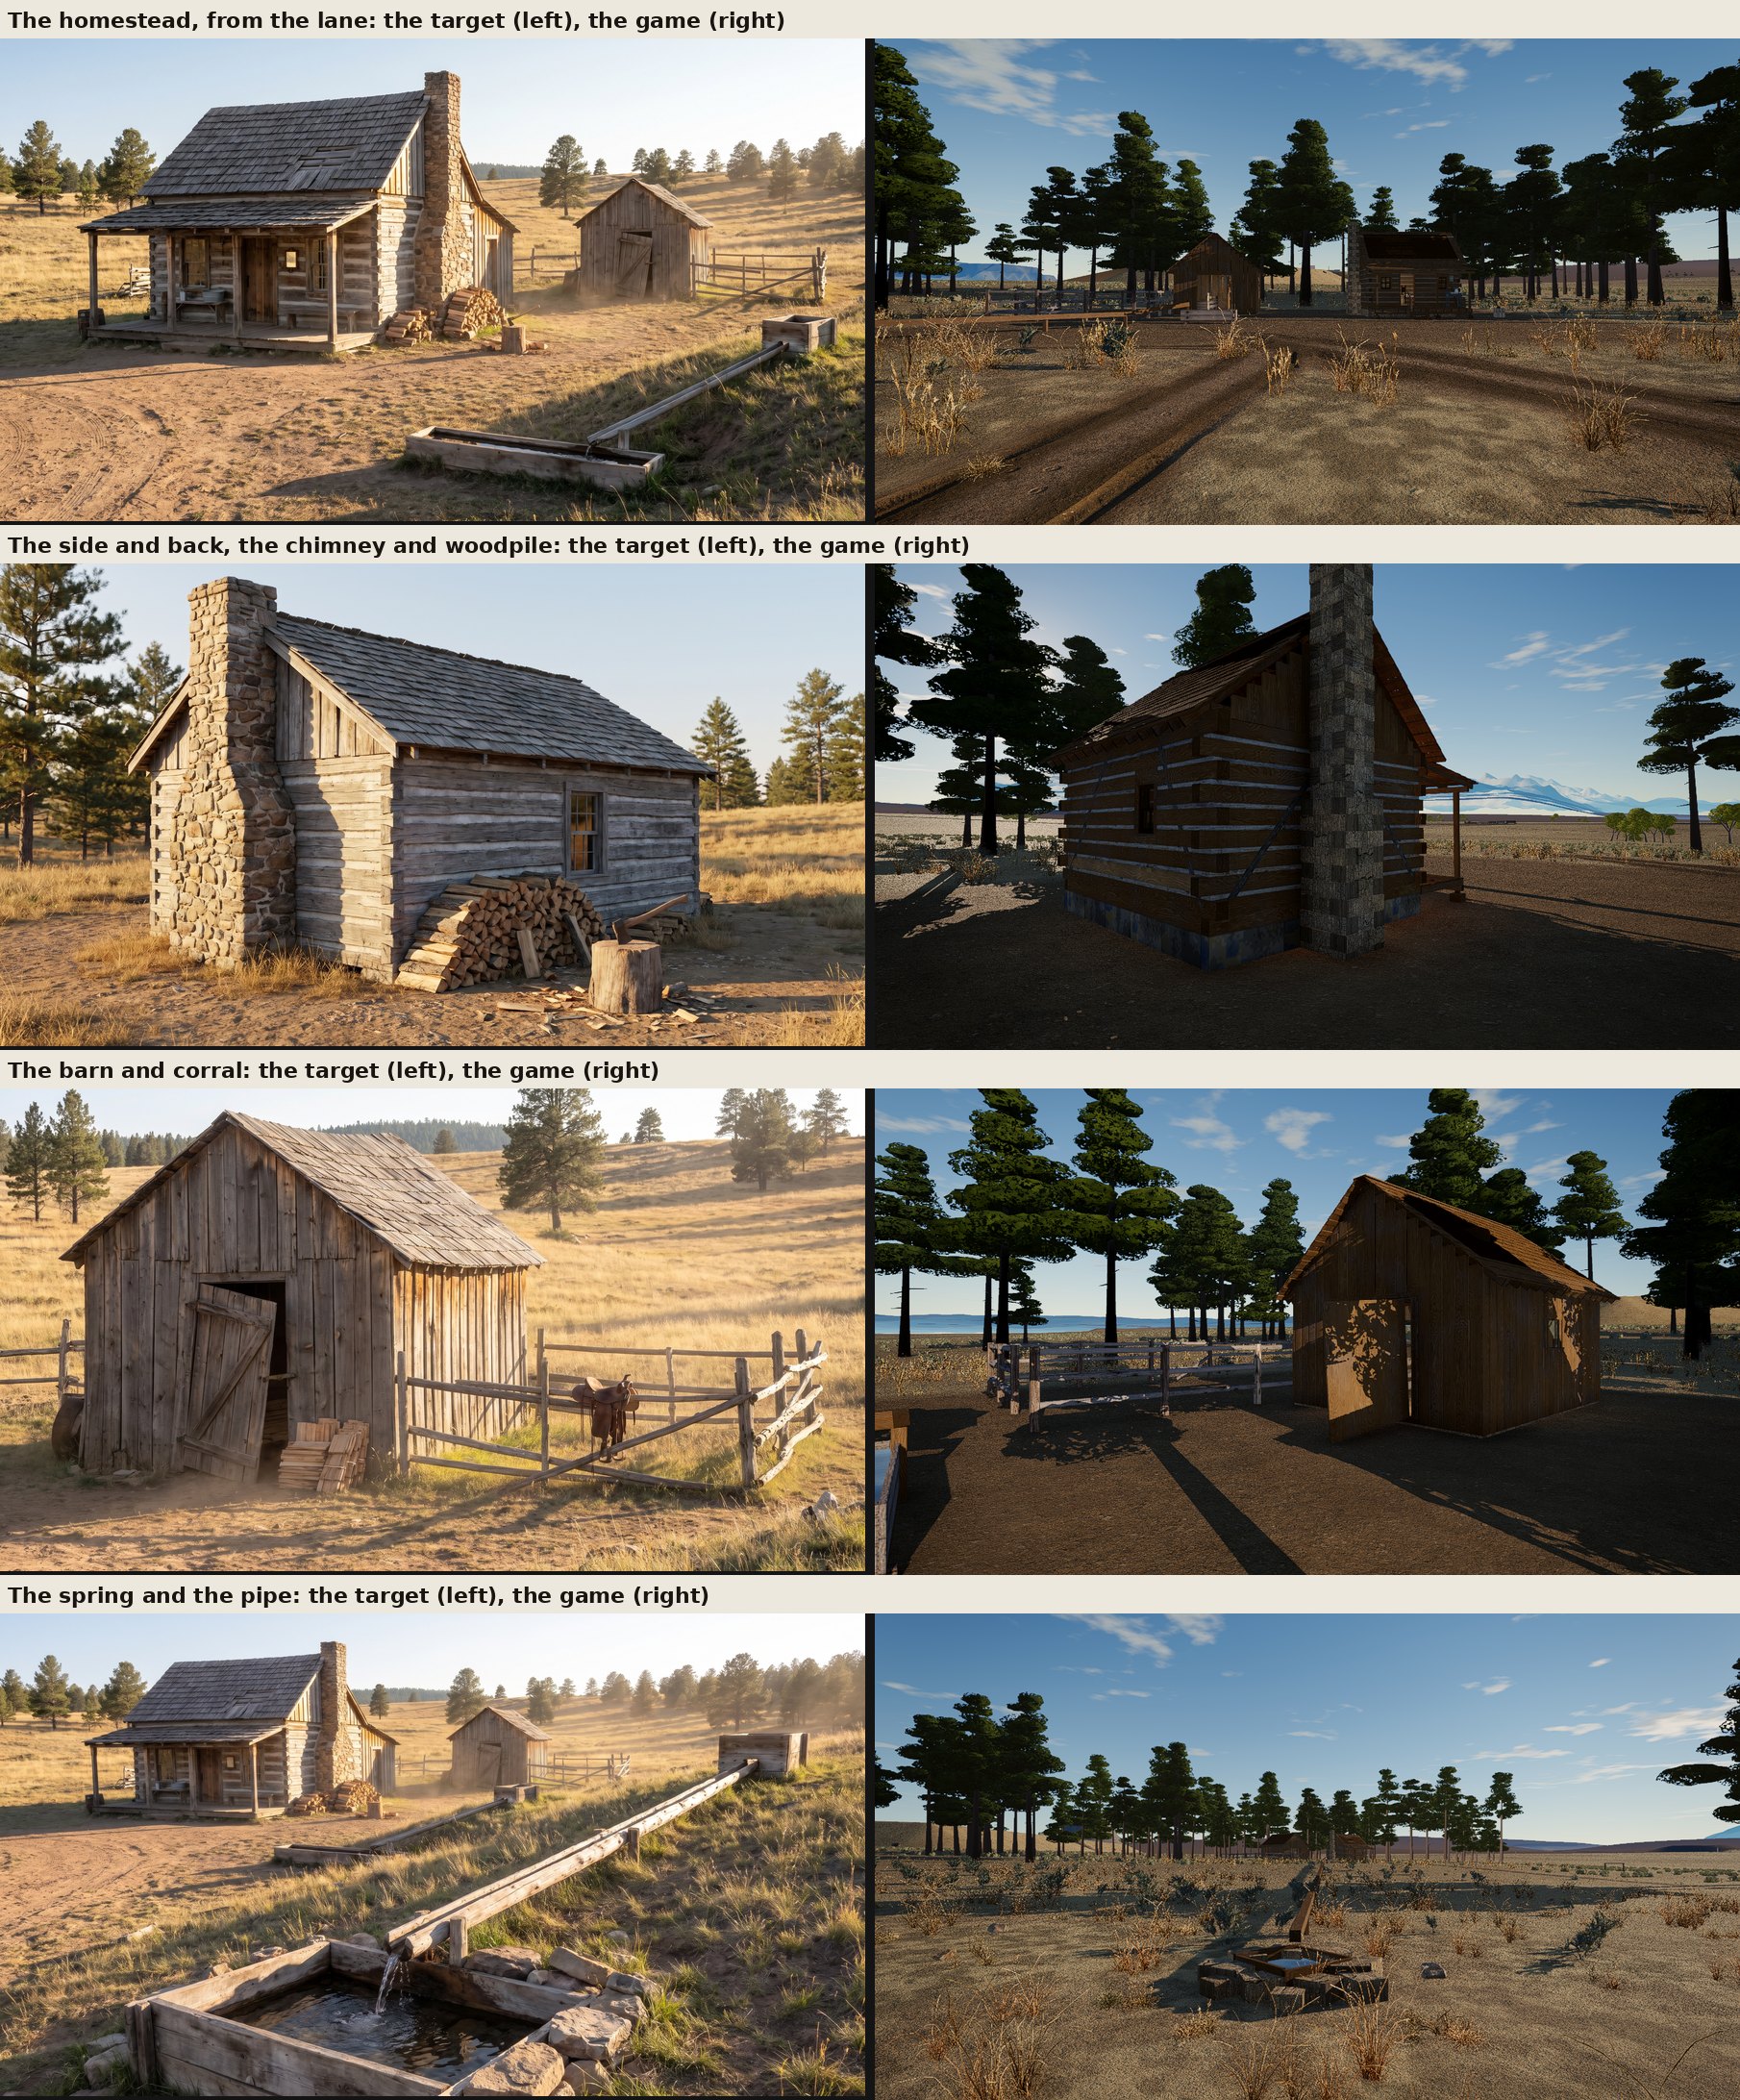 The homestead, from the lane: the target (left), the game (right)
The side and back, the chimney and woodpile: the target (left), the game (right)
The barn and corral: the target (left), the game (right)
The spring and the pipe: the target (left), the game (right)